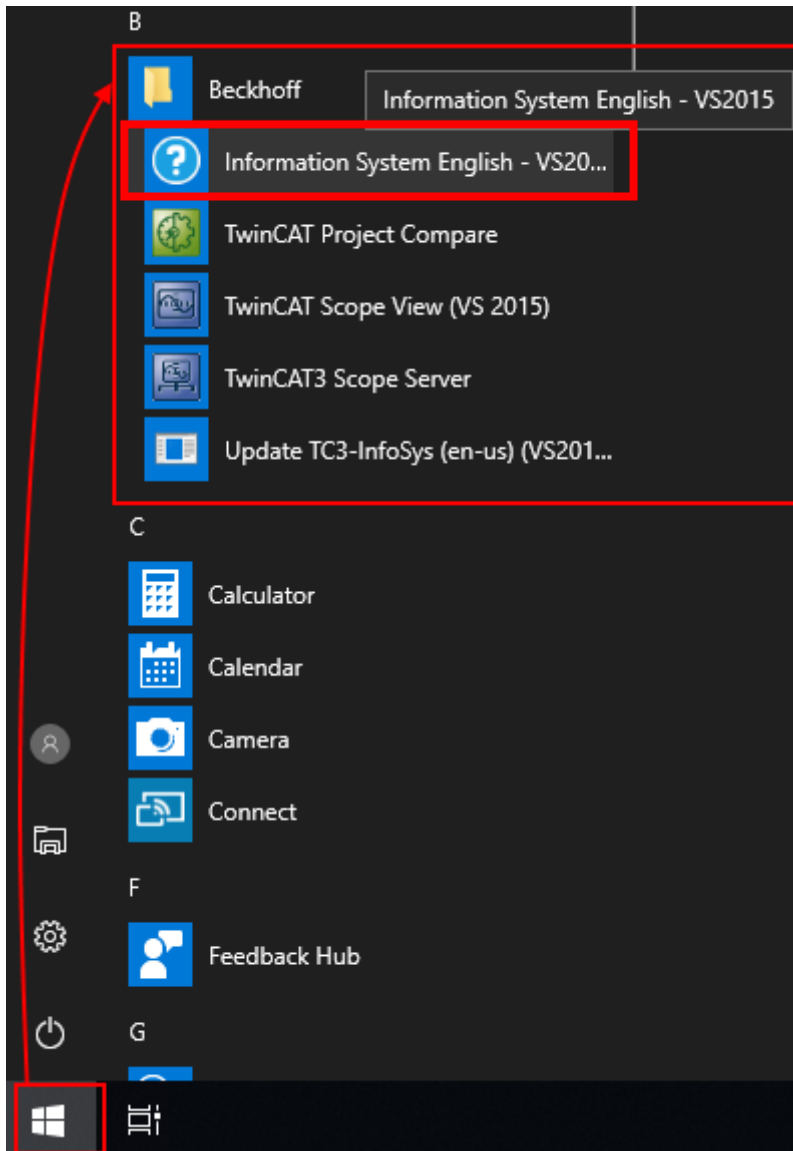 B
Beckhoff
Information System English - VS2015
Information System English - VS20...
TwinCAT Project Compare
TwinCAT Scope View (VS 2015)
TwinCAT3 Scope Server
Update TC3-InfoSys (en-us) (VS201...
C
Calculator
Calendar
Camera
Connect
F
Feedback Hub
G